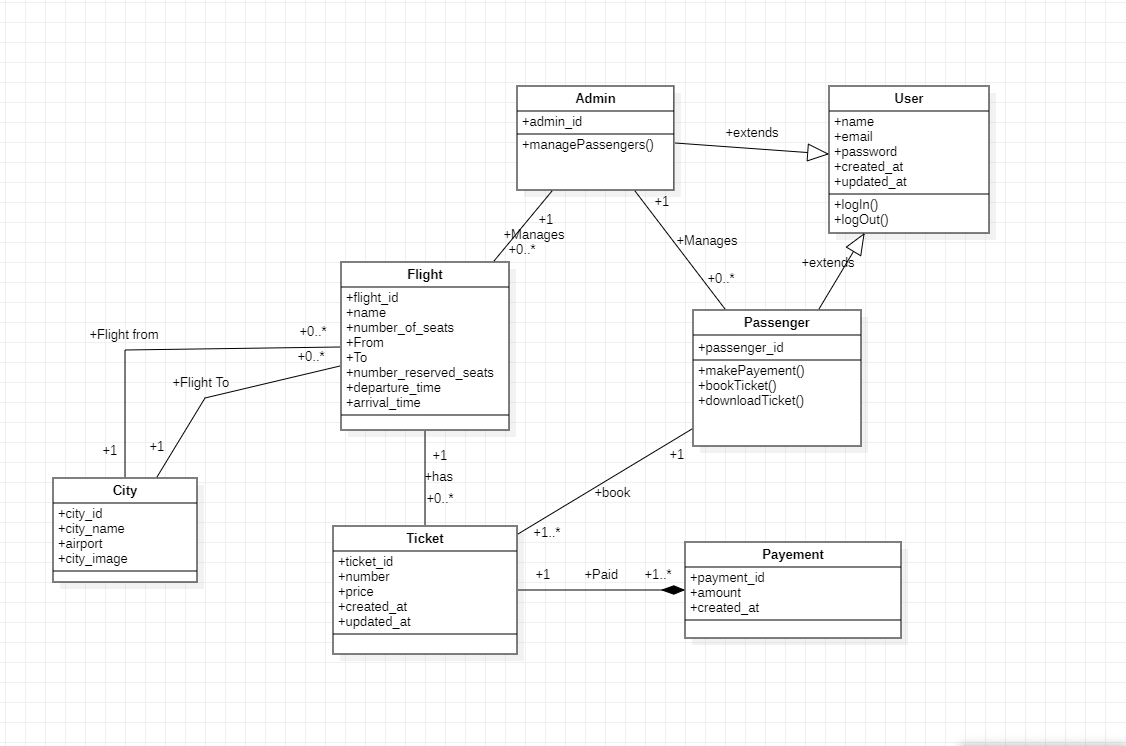 Admin
+admin_id
+managePassengers()
User
+name
+email
+password
+created_at
+updated_at
+logIn()
+logOut()
+extends
+1
+Manages
+0..*
+1
+Manages
+0..*
+extends
Flight
+flight_id
+name
+number_of_seats
+From
+To
+number_reserved_seats
+departure_time
+arrival_time
Passenger
+passenger_id
+makePayement()
+bookTicket()
+downloadTicket()
+Flight from
+0..*
+0..*
+Flight To
+1
+1
+1
+has
+0..*
+1
+book
+1..*
City
+city_id
+city_name
+airport
+city_image
Ticket
+ticket_id
+number
+price
+created_at
+updated_at
+1
+Paid
+1..*
Payement
+payment_id
+amount
+created_at